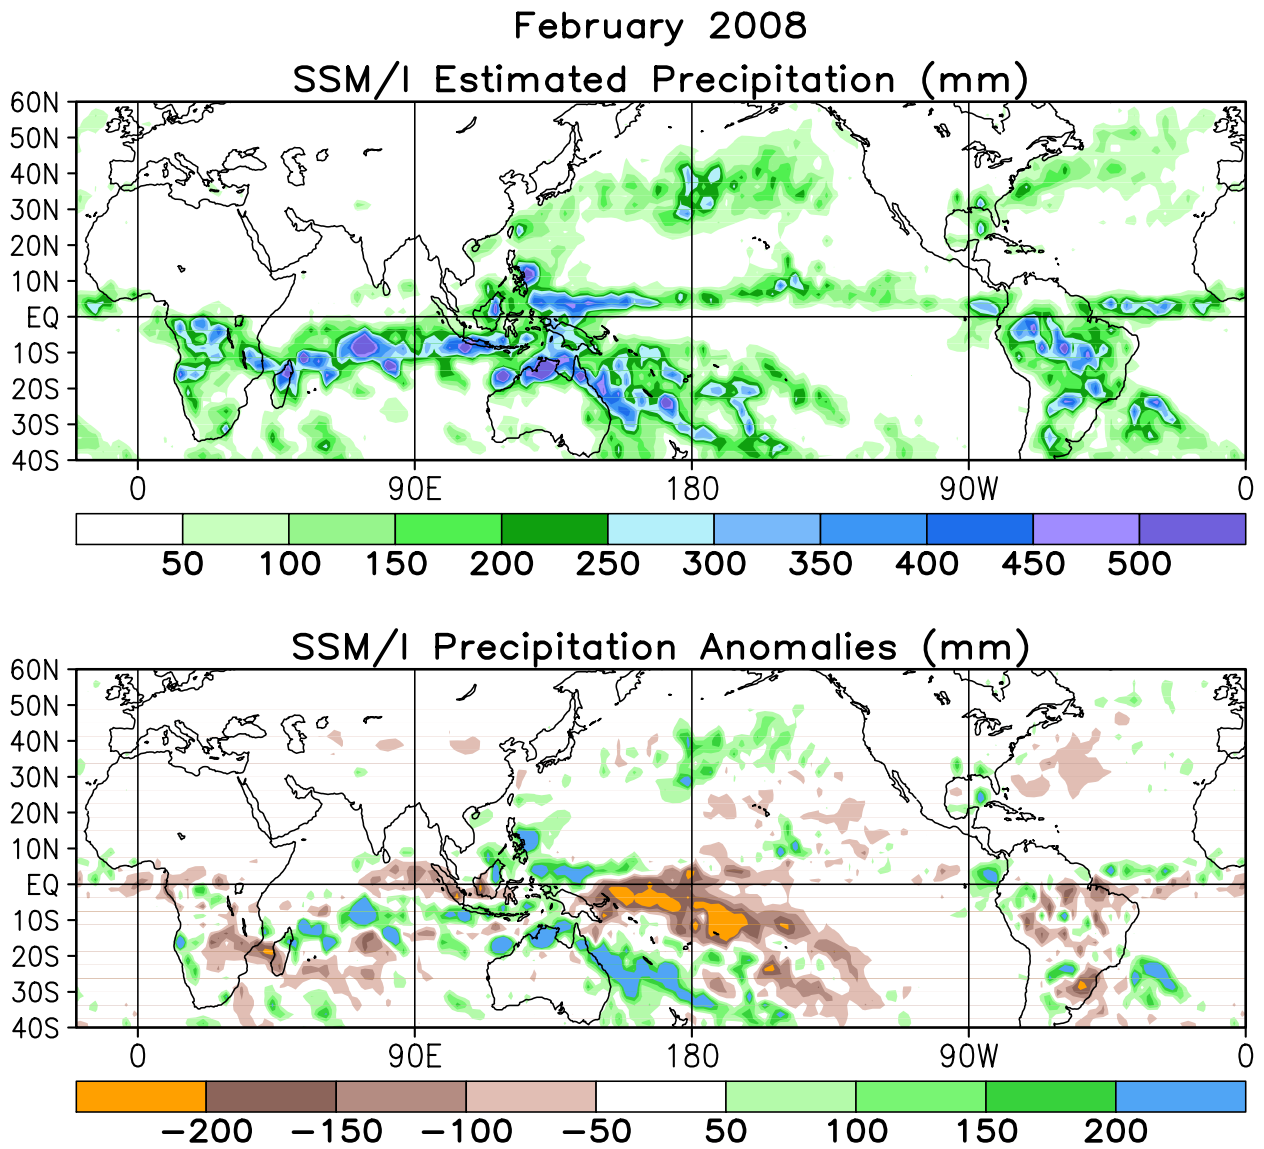 February 2008
SSM/I Estimated Precipitation (mm)
60N
50N
40N
30N
20N
10N
EQ
10S
20S
30S
40S
0 90E 180 90W 0
50 100 150 200 250 300 350 400 450 500
SSM/I Precipitation Anomalies (mm)
60N
50N
40N
30N
20N
10N
EQ
10S
20S
30S
40S
0 90E 180 90W 0
−200 −150 −100 −50 50 100 150 200